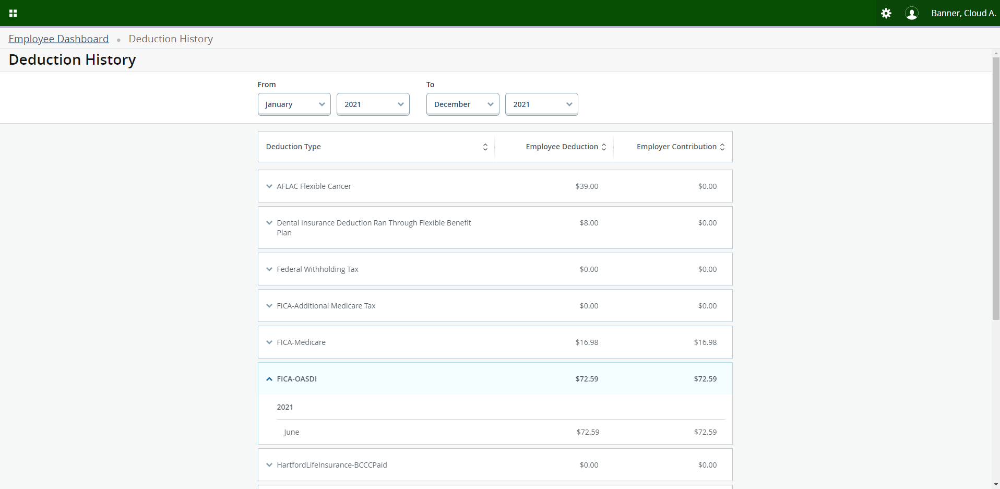 Banner, Cloud A.
Employee Dashboard • Deduction History
Deduction History
From To
January 2021 December 2021
Deduction Type Employee Deduction Employer Contribution
AFLAC Flexible Cancer $39.00 $0.00
Dental Insurance Deduction Ran Through Flexible Benefit $8.00 $0.00
Plan
Federal Withholding Tax $0.00 $0.00
FICA-Additional Medicare Tax $0.00 $0.00
FICA-Medicare $16.98 $16.98
FICA-OASDI $72.59 $72.59
2021
June $72.59 $72.59
HartfordLifeInsurance-BCCCPaid $0.00 $0.00